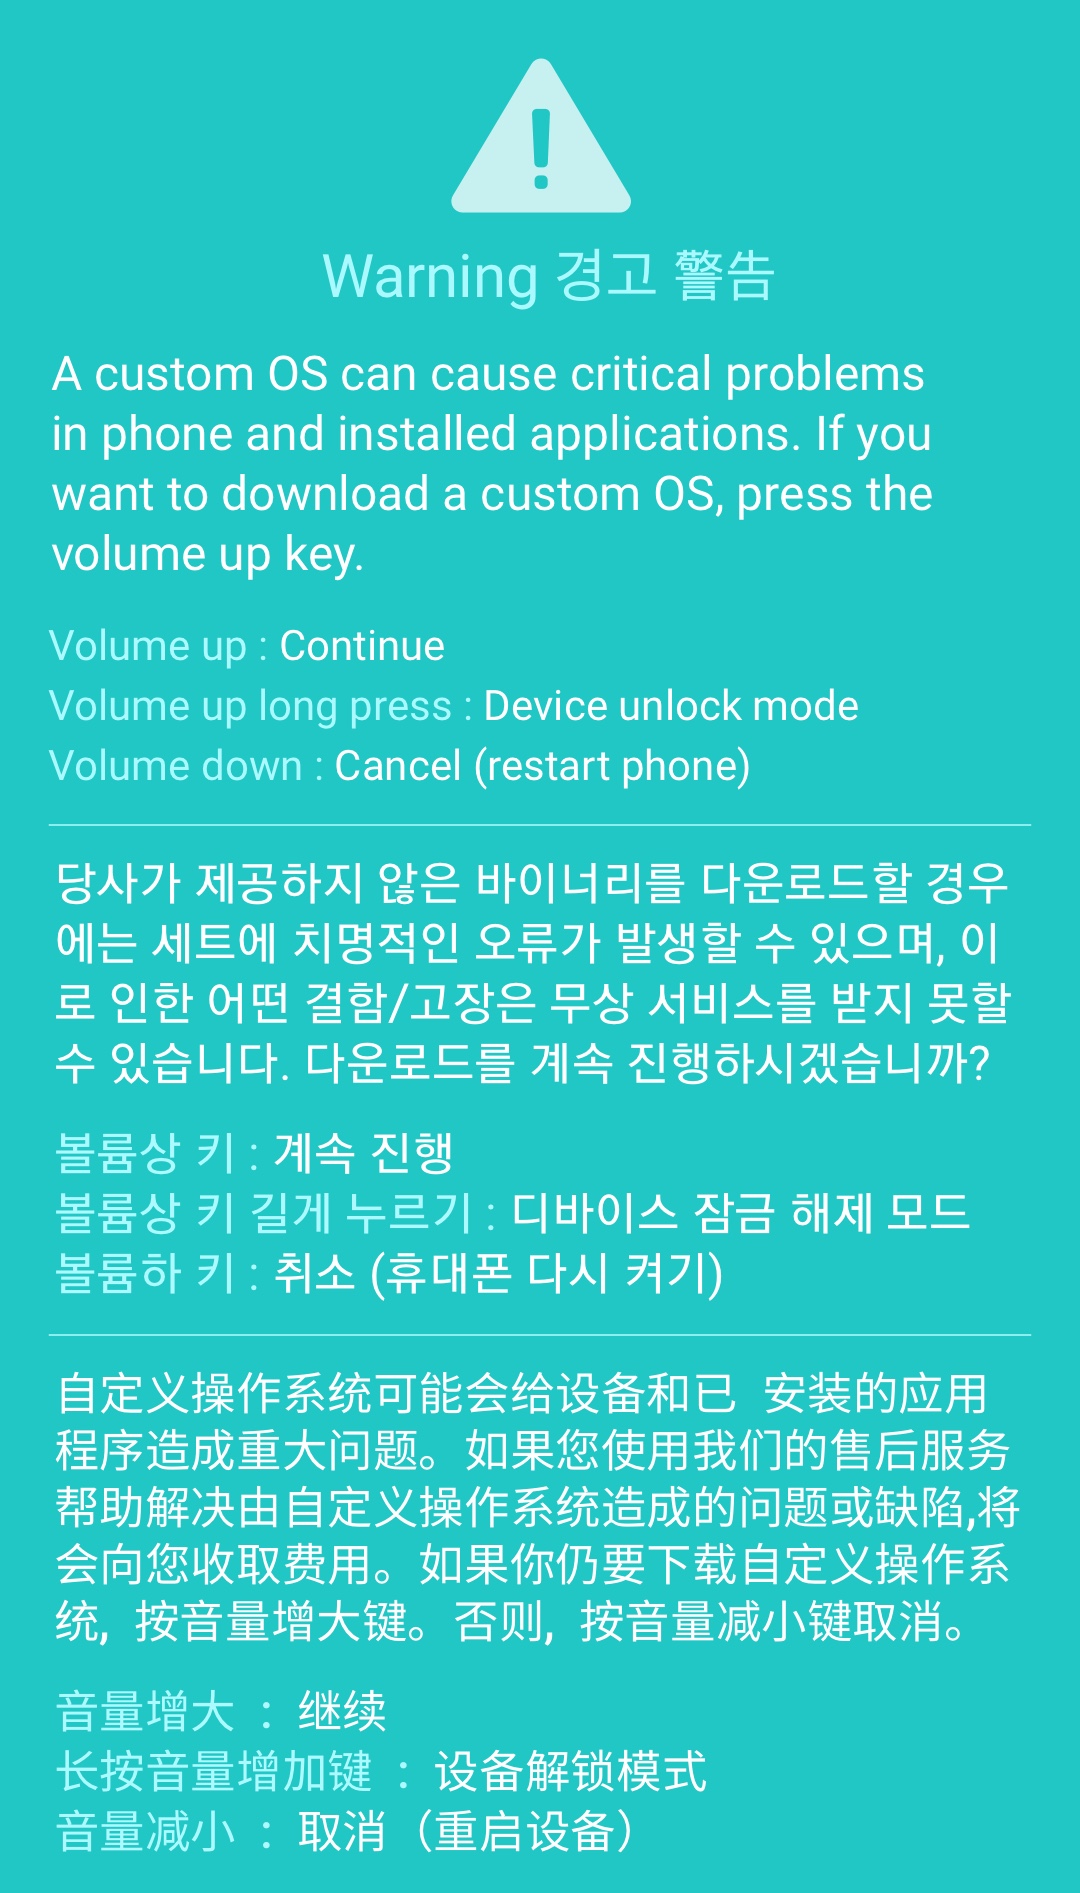 Warning 경고 警告
A custom OS can cause critical problems
in phone and installed applications. If you
want to download a custom OS, press the
volume up key.
Volume up : Continue
Volume up long press : Device unlock mode
Volume down : Cancel (restart phone)
당사가 제공하지 않은 바이너리를 다운로드할 경우
에는 세트에 치명적인 오류가 발생할 수 있으며, 이
로 인한 어떤 결함/고장은 무상 서비스를 받지 못할
수 있습니다. 다운로드를 계속 진행하시겠습니까?
볼륨상 키 : 계속 진행
볼륨상 키 길게 누르기 : 디바이스 잠금 해제 모드
볼륨하 키 : 취소 (휴대폰 다시 켜기)
自定义操作系统可能会给设备和已 安装的应用
程序造成重大问题。如果您使用我们的售后服务
帮助解决由自定义操作系统造成的问题或缺陷,将
会向您收取费用。如果你仍要下载自定义操作系
统, 按音量增大键。否则, 按音量减小键取消。
音量增大 : 继续
长按音量增加键 : 设备解锁模式
音量减小 : 取消（重启设备）